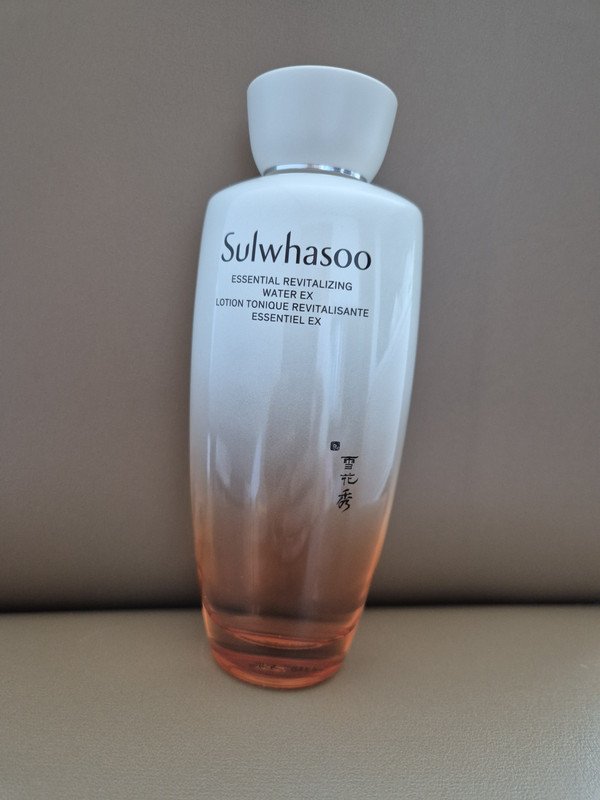 Sulwhasoo
ESSENTIAL REVITALIZING
WATER EX
LOTION TONIQUE REVITALISANTE
ESSENTIEL EX
雪花秀